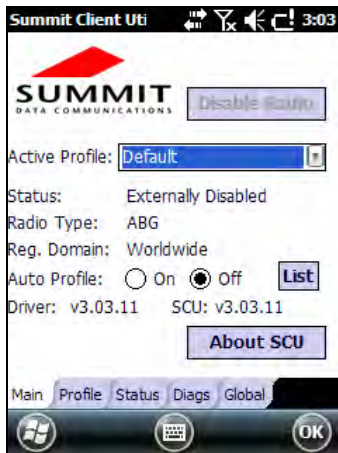 Summit Client Uti 3:03
SUMMIT
DATA COMMUNICATIONS
Disable Radio
Active Profile: Default
Status: Externally Disabled
Radio Type: ABG
Reg. Domain: Worldwide
Auto Profile: On Off List
Driver: v3.03.11 SCU: v3.03.11
About SCU
Main Profile Status Diags Global
OK